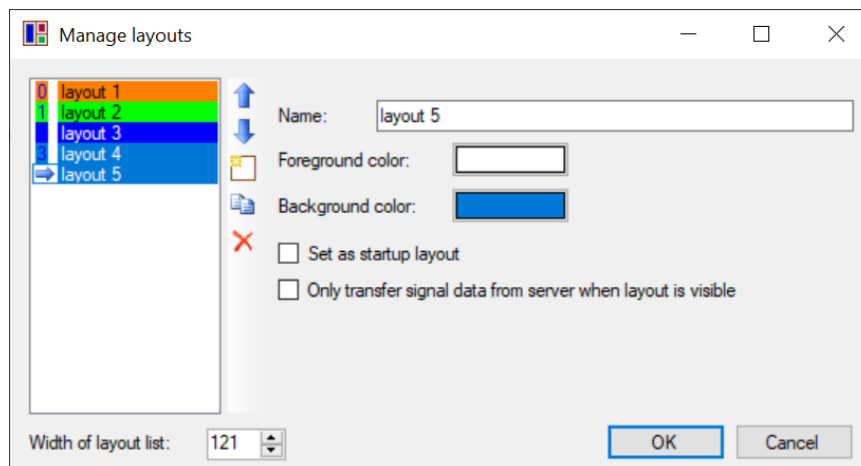 Manage layouts
0 layout 1
1 layout 2
layout 3
3 layout 4
layout 5
Name: layout 5
Foreground color:
Background color:
Set as startup layout
Only transfer signal data from server when layout is visible
Width of layout list: 121
OK
Cancel